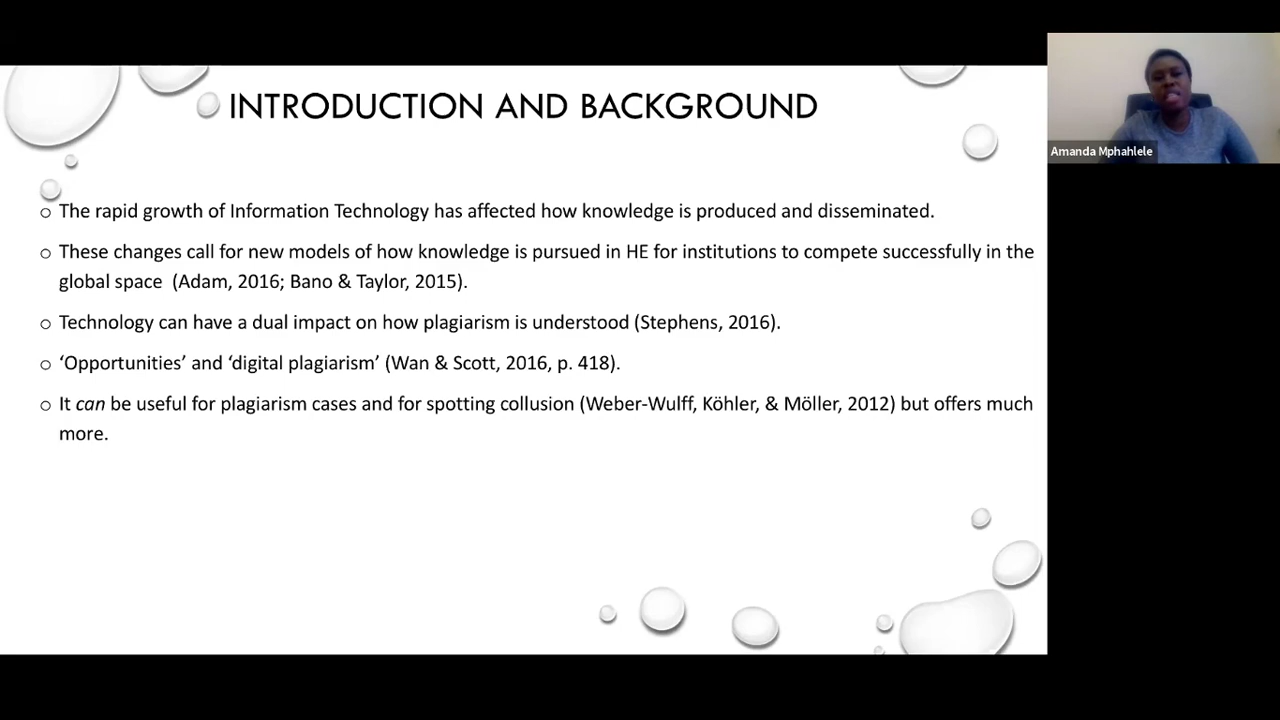 INTRODUCTION AND BACKGROUND
Amanda Mphahlele
o The rapid growth of Information Technology has affected how knowledge is produced and disseminated.
o These changes call for new models of how knowledge is pursued in HE for institutions to compete successfully in the
global space (Adam, 2016; Bano & Taylor, 2015).
o Technology can have a dual impact on how plagiarism is understood (Stephens, 2016).
o ‘Opportunities’ and ‘digital plagiarism’ (Wan & Scott, 2016, p. 418).
o It can be useful for plagiarism cases and for spotting collusion (Weber-Wulff, Köhler, & Möller, 2012) but offers much
more.